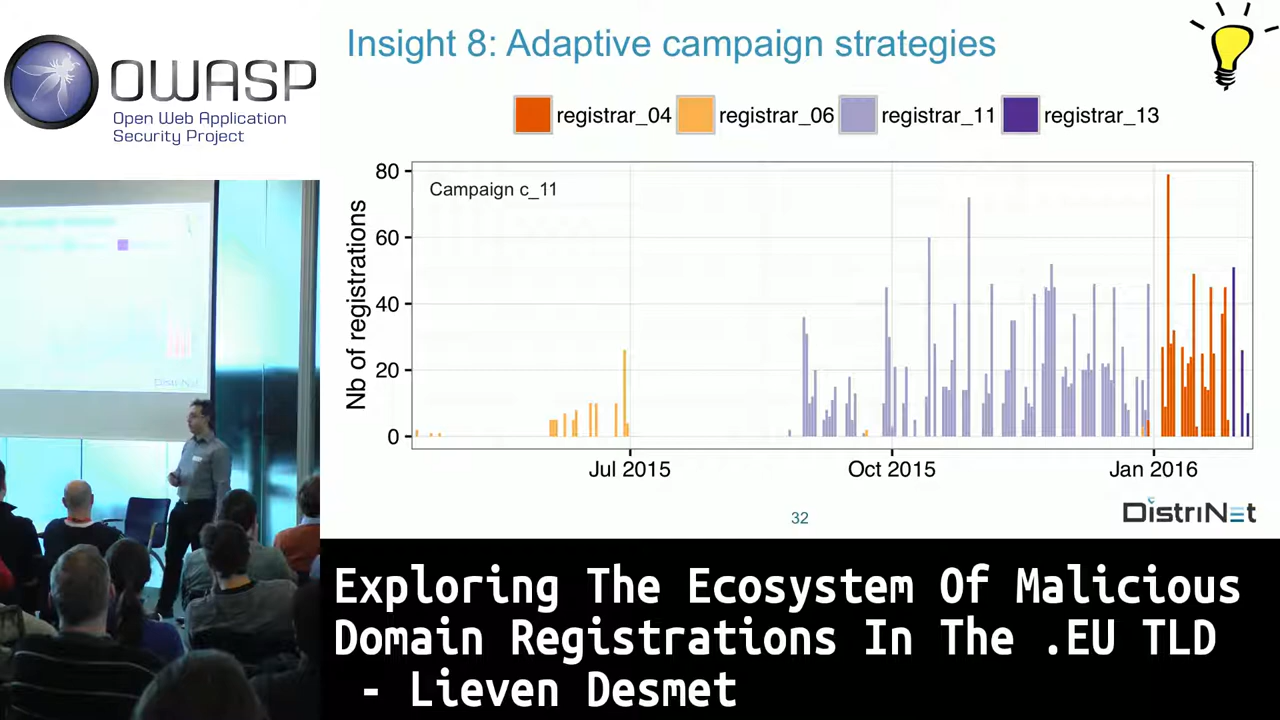 OWASP
Open Web Application
Security Project
Insight 8: Adaptive campaign strategies
registrar_04 registrar_06 registrar_11 registrar_13
Campaign c_11
Nb of registrations
80
60
40
20
0
Jul 2015 Oct 2015 Jan 2016
32
DistriNet
DistriNet
Exploring The Ecosystem Of Malicious
Domain Registrations In The .EU TLD
- Lieven Desmet